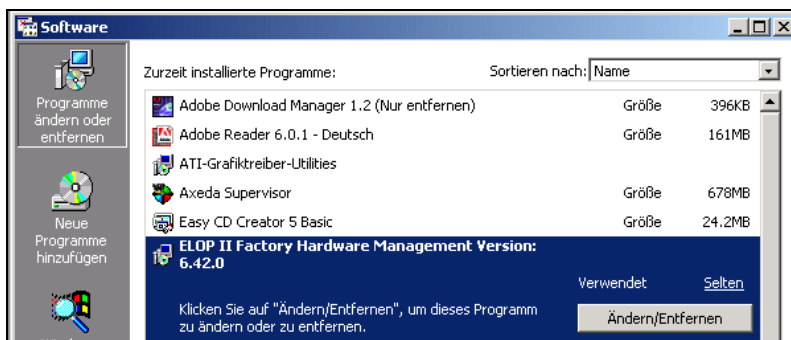 Software
Zurzeit installierte Programme:
Sortieren nach: Name
Programme
ändern oder
entfernen
Neue
Programme
hinzufügen
Adobe Download Manager 1.2 (Nur entfernen) Größe 396KB
Adobe Reader 6.0.1 - Deutsch Größe 161MB
ATI-Grafiktreiber-Utilities
Axeda Supervisor Größe 678MB
Easy CD Creator 5 Basic Größe 24.2MB
ELOP II Factory Hardware Management Version:
6.42.0
Verwendet Selten
Klicken Sie auf "Ändern/Entfernen", um dieses Programm
zu ändern oder zu entfernen.
Ändern/Entfernen